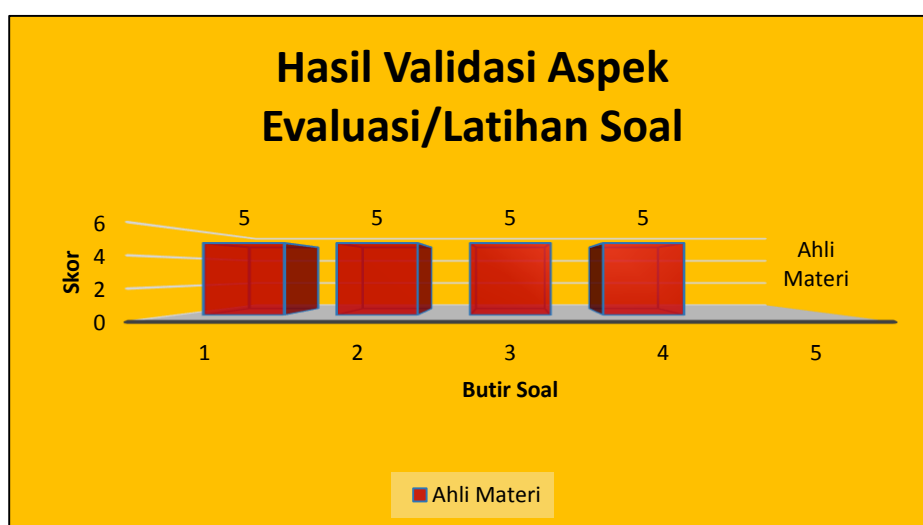 Hasil Validasi Aspek
Evaluasi/Latihan Soal
5 5 5 5
6
4
2
0
Skor
Ahli
Materi
1 2 3 4 5
Butir Soal
Ahli Materi